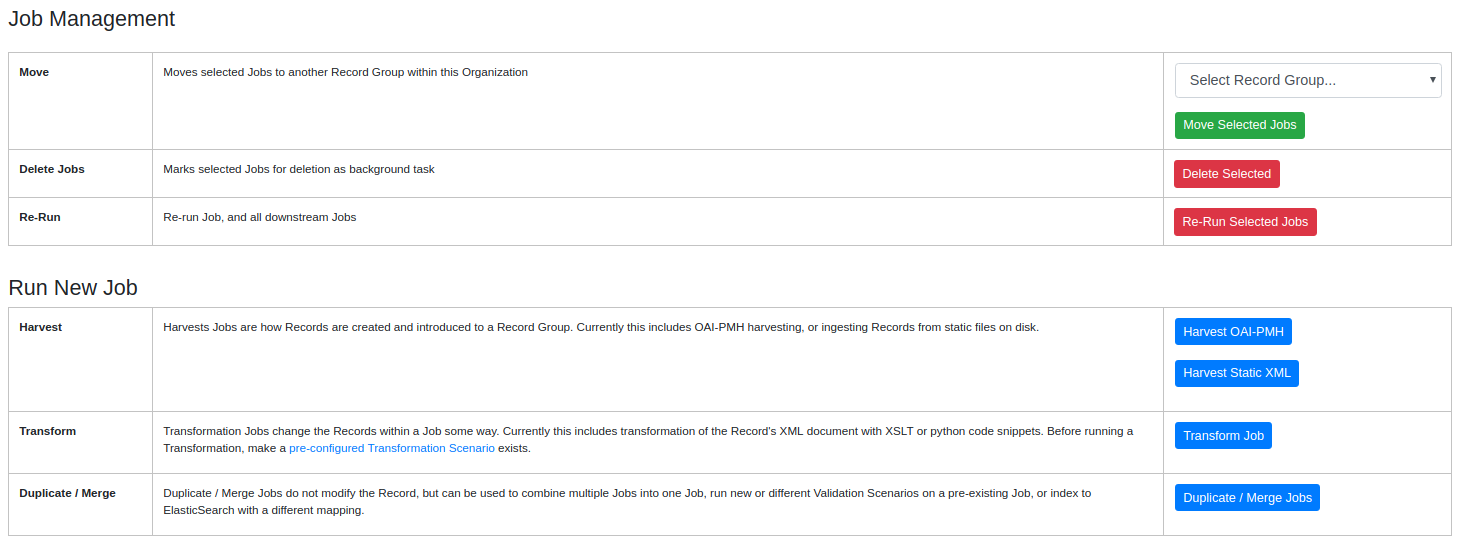 Job Management
Move
Moves selected Jobs to another Record Group within this Organization
Select Record Group...
Move Selected Jobs
Delete Jobs
Marks selected Jobs for deletion as background task
Delete Selected
Re-Run
Re-run Job, and all downstream Jobs
Re-Run Selected Jobs
Run New Job
Harvest
Harvests Jobs are how Records are created and introduced to a Record Group. Currently this includes OAI-PMH harvesting, or ingesting Records from static files on disk.
Harvest OAI-PMH
Harvest Static XML
Transform
Transformation Jobs change the Records within a Job some way. Currently this includes transformation of the Record's XML document with XSLT or python code snippets. Before running a
Transformation, make a pre-configured Transformation Scenario exists.
Transform Job
Duplicate / Merge
Duplicate / Merge Jobs do not modify the Record, but can be used to combine multiple Jobs into one Job, run new or different Validation Scenarios on a pre-existing Job, or index to
ElasticSearch with a different mapping.
Duplicate / Merge Jobs